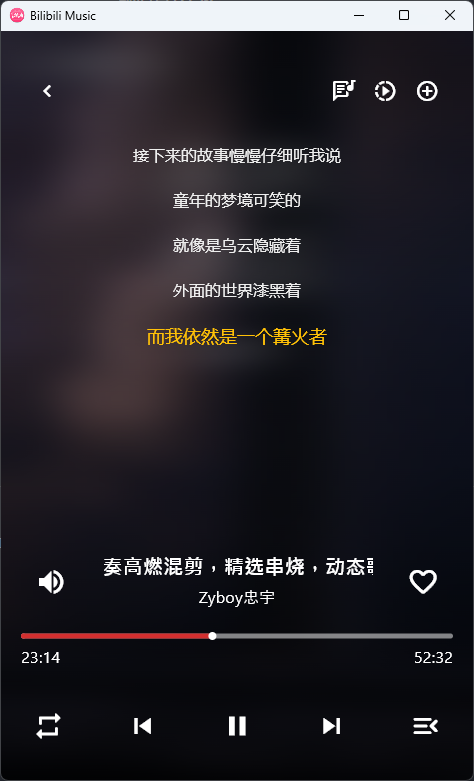 Bilibili Music
接下来的故事慢慢仔细听我说
童年的梦境可笑的
就像是乌云隐藏着
外面的世界漆黑着
而我依然是一个篝火者
奏高燃混剪，精选串烧，动态歌
Zyboy忠宇
23:14
52:32